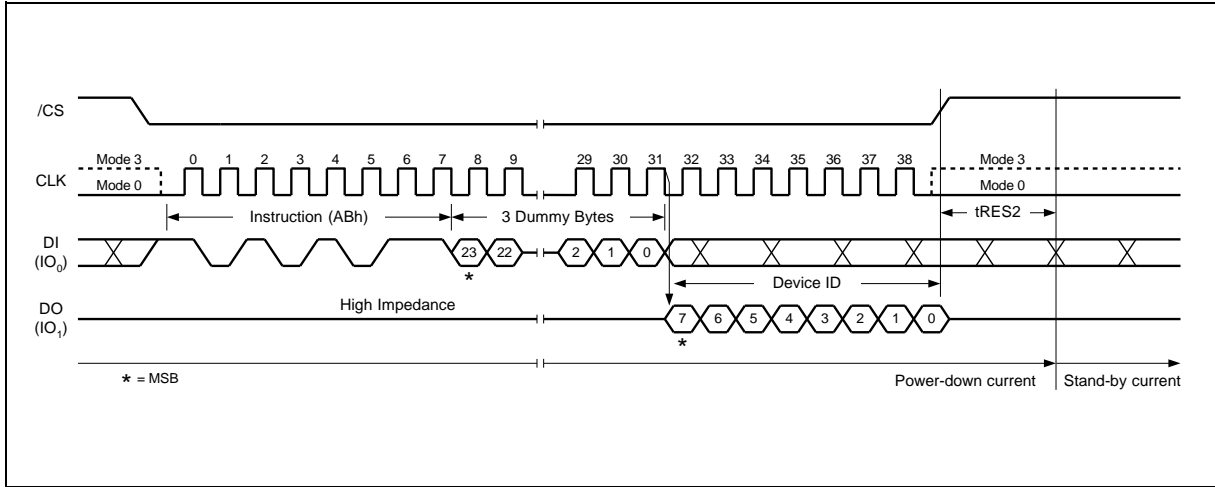 /CS
Mode 3 0 1 2 3 4 5 6 7 8 9 29 30 31 32 33 34 35 36 37 38 Mode 3
CLK Mode 0 Mode 0
Instruction (ABh) 3 Dummy Bytes tRES2
DI
(IO0) 23 22 2 1 0
* Device ID
High Impedance
DO
(IO1) 7 6 5 4 3 2 1 0
*
* = MSB Power-down current Stand-by current